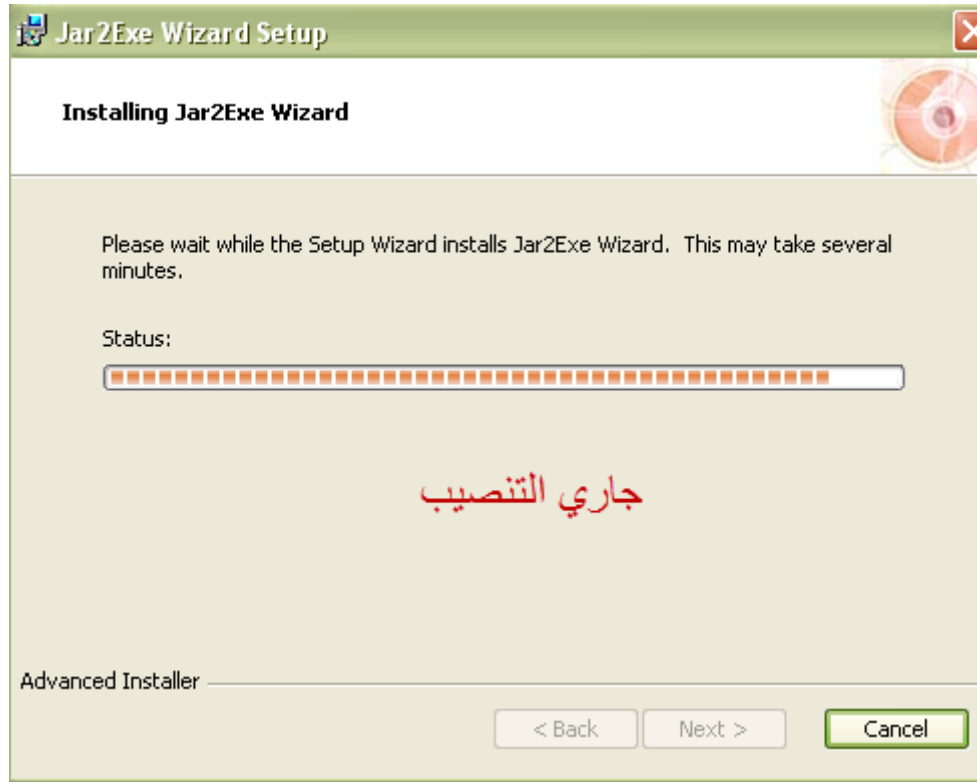 Jar2Exe Wizard Setup
Installing Jar2Exe Wizard
Please wait while the Setup Wizard installs Jar2Exe Wizard.  This may take several
minutes.
Status:
جاري التنصيب
Advanced Installer
< Back
Next >
Cancel